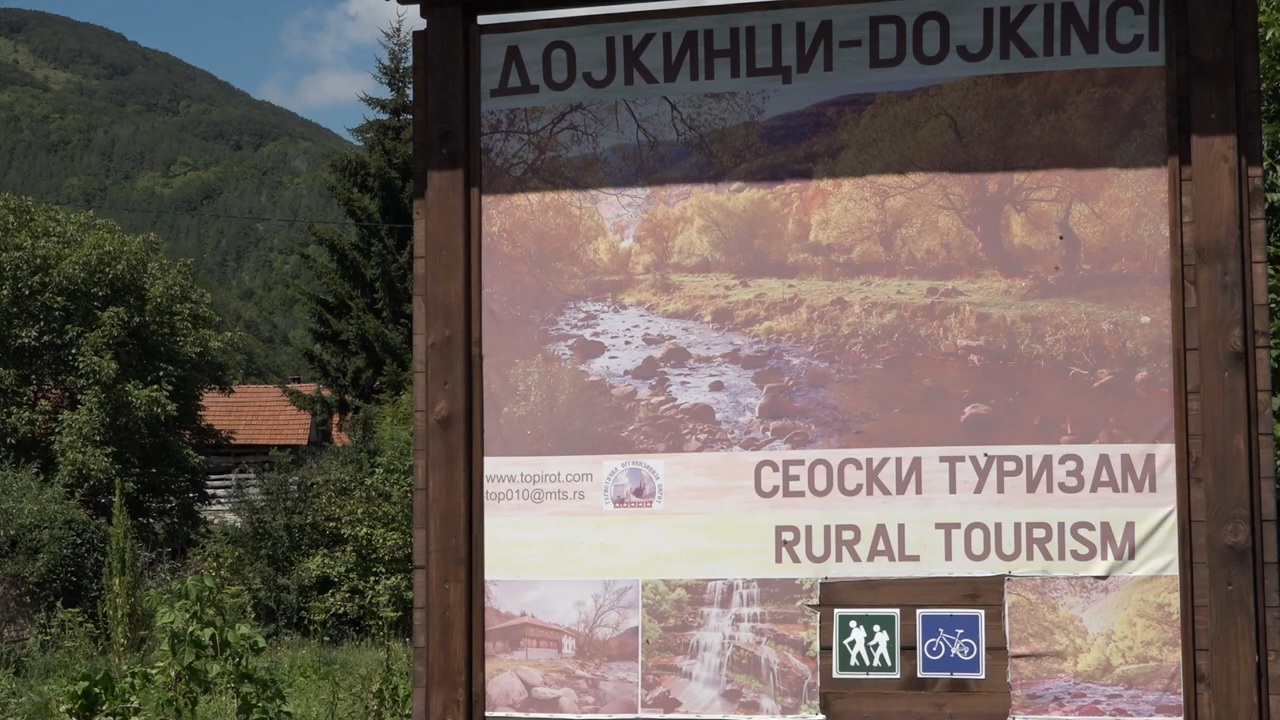 ДОЈКИНЦИ-DOJKINCI
www.topirot.com
top010@mts.rs
СЕОСКИ ТУРИЗАМ
RURAL TOURISM